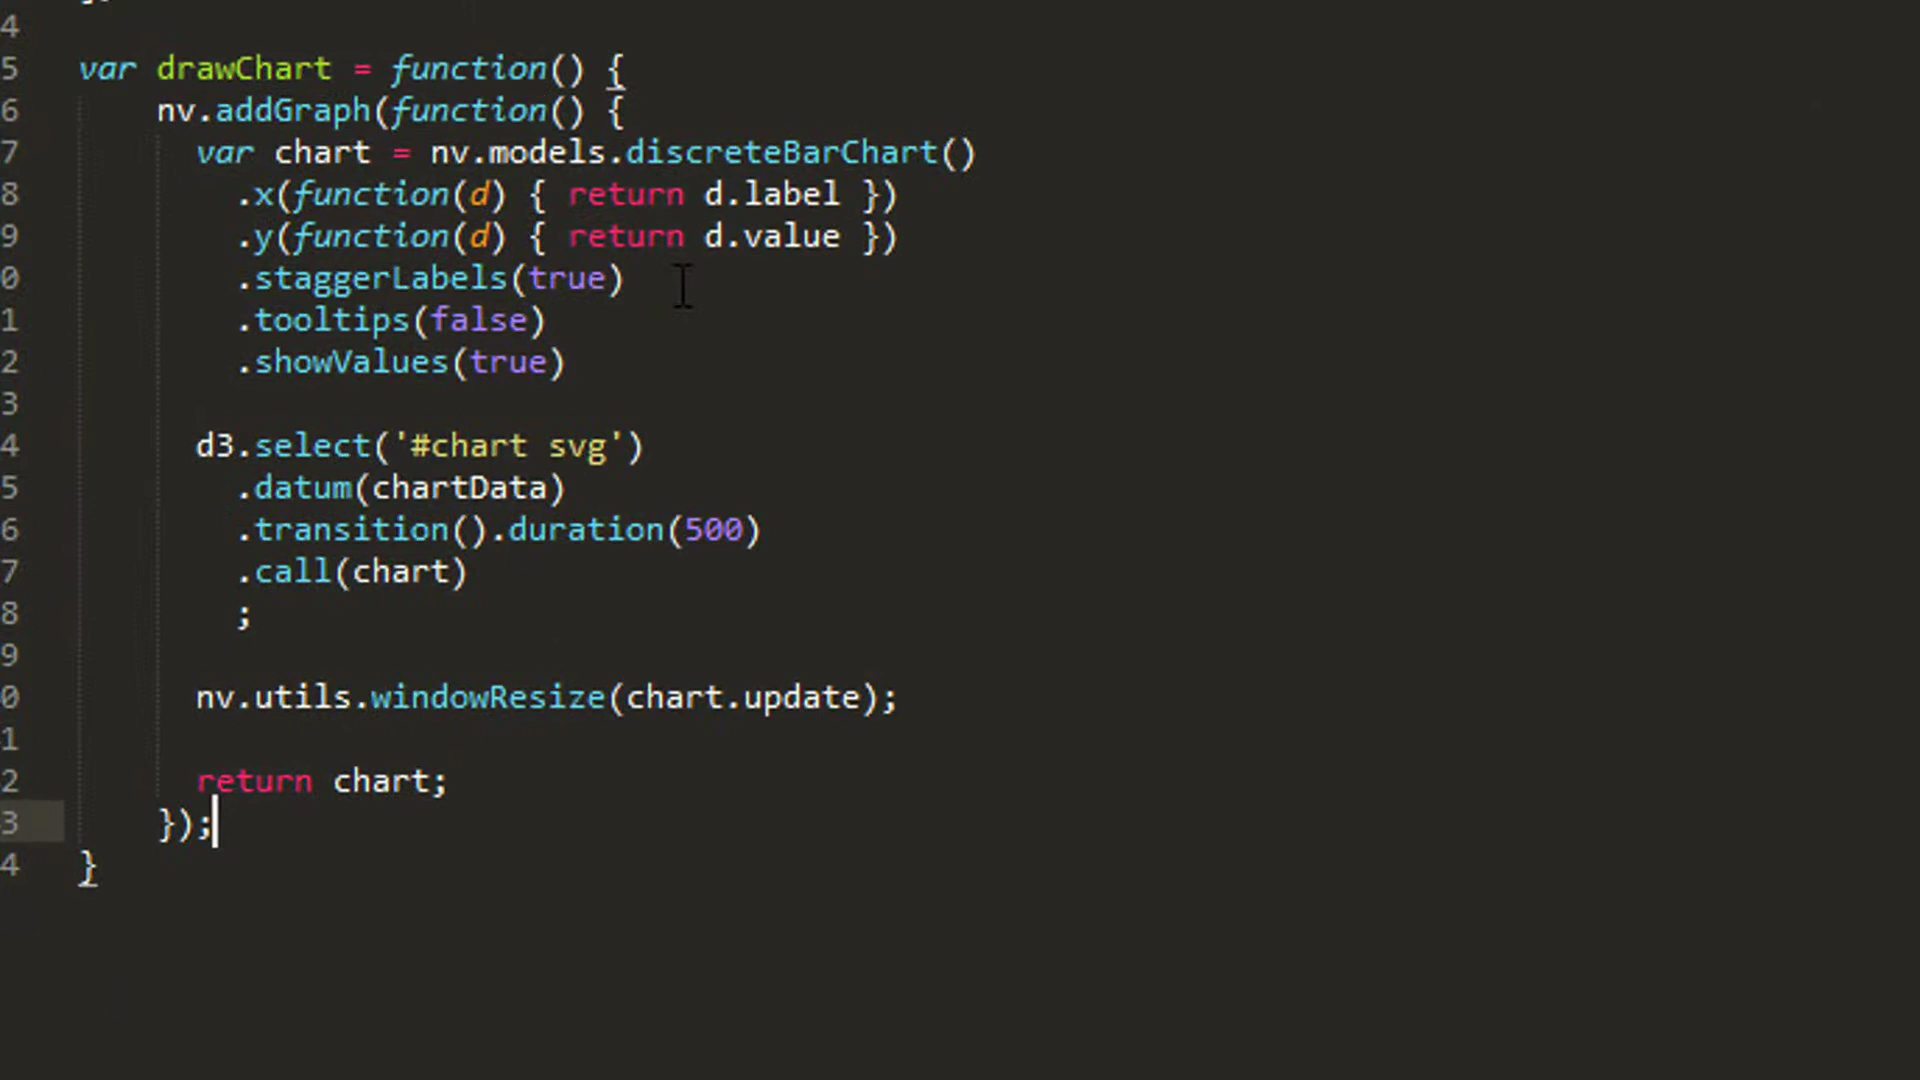 4
5 var drawChart = function() {
6 nv.addGraph(function() {
7 var chart = nv.models.discreteBarChart()
8 .x(function(d) { return d.label })
9 .y(function(d) { return d.value })
0 .staggerLabels(true)
1 .tooltips(false)
2 .showValues(true)
3
4 d3.select('#chart svg')
5 .datum(chartData)
6 .transition().duration(500)
7 .call(chart)
8 ;
9
0 nv.utils.windowResize(chart.update);
1
2 return chart;
3 });
4 }